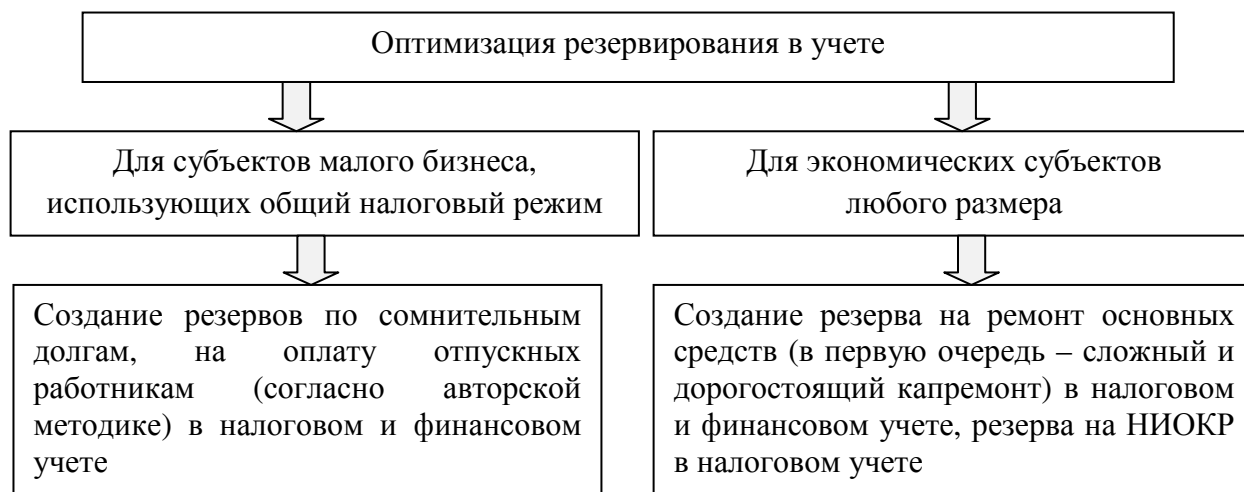 Оптимизация резервирования в учете
Для субъектов малого бизнеса,
использующих общий налоговый режим
Для экономических субъектов
любого размера
Создание резервов по сомнительным
долгам, на оплату отпускных
работникам (согласно авторской
методике) в налоговом и финансовом
учете
Создание резерва на ремонт основных
средств (в первую очередь – сложный и
дорогостоящий капремонт) в налоговом
и финансовом учете, резерва на НИОКР
в налоговом учете